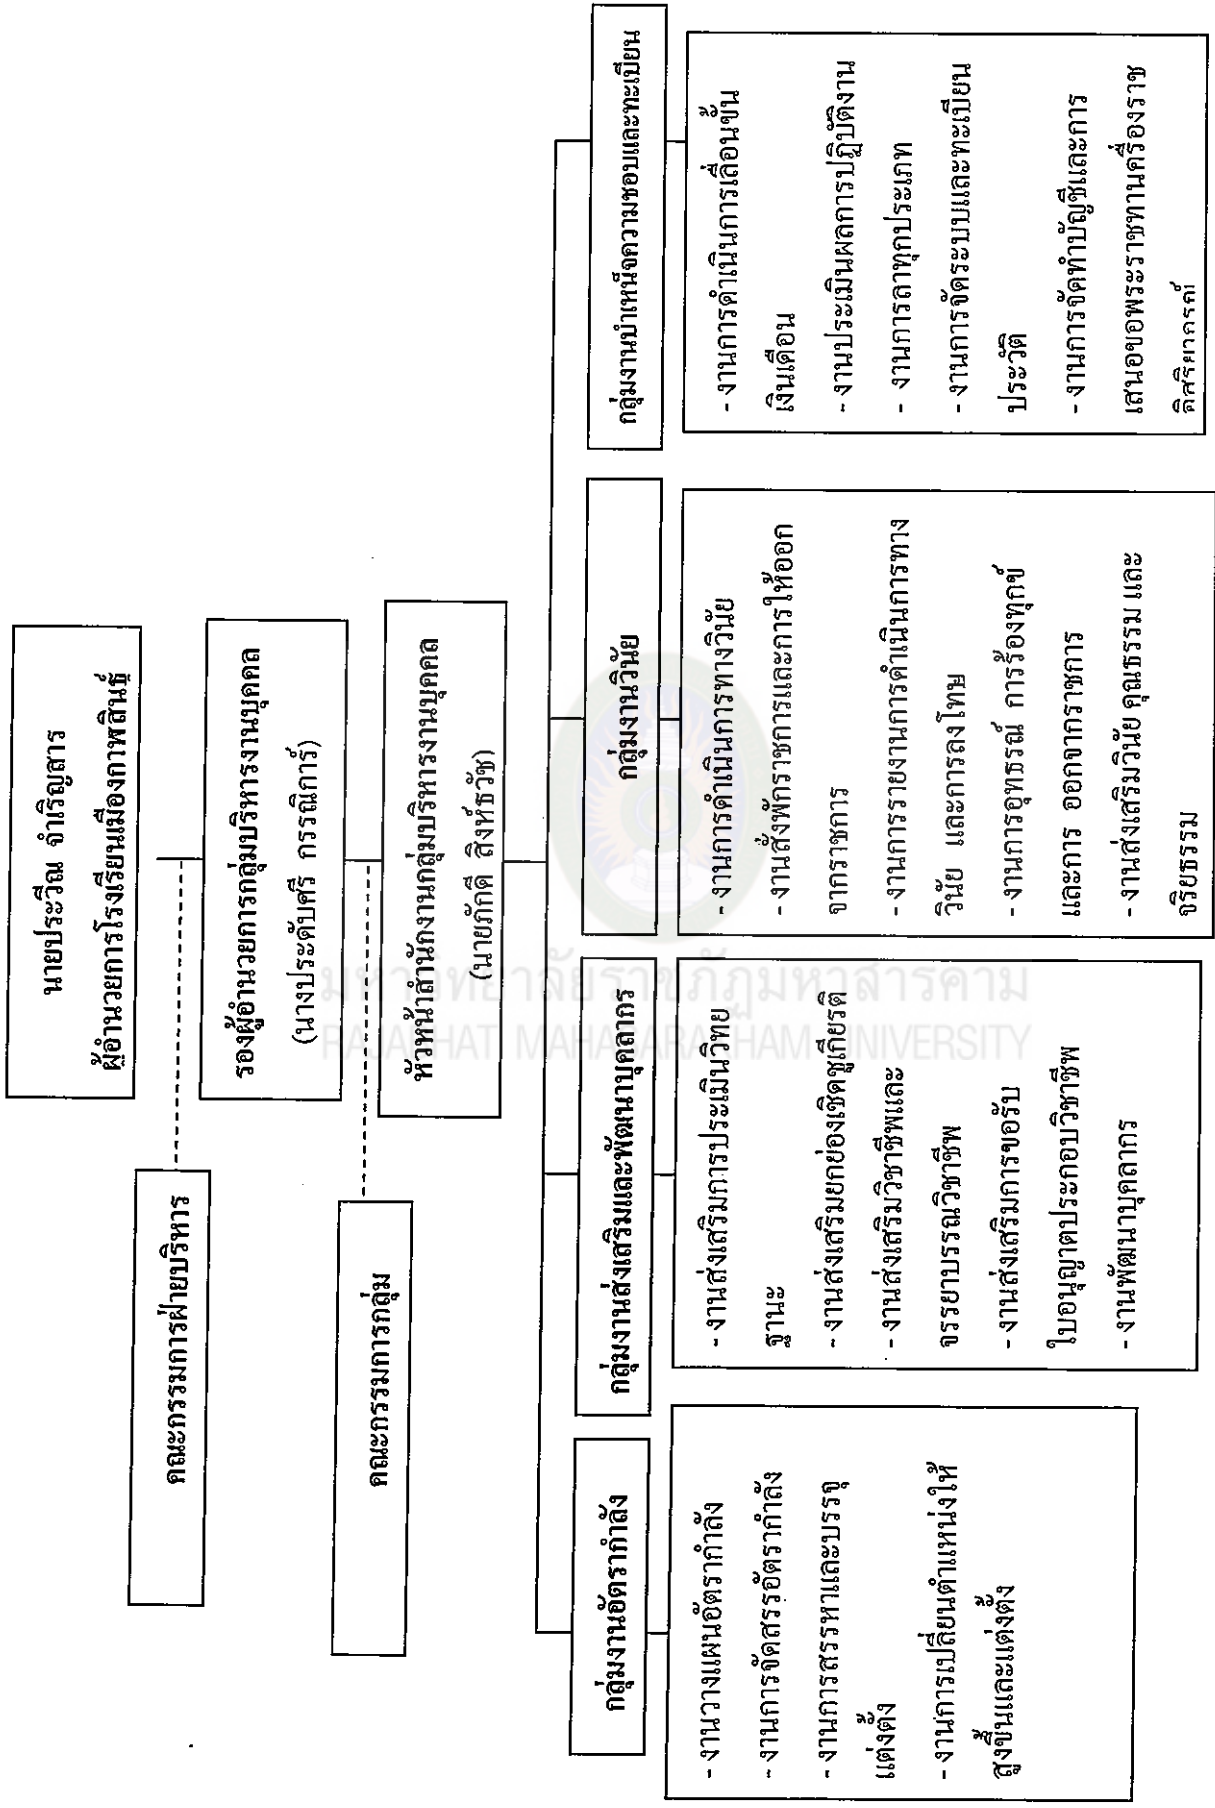 นายประวิณ จำเริญสาร
ผู้อำนวยการโรงเรียนเมืองกาฬสินธุ์
คณะกรรมการฝ่ายบริหาร
รองผู้อำนวยการกลุ่มบริหารงานบุคคล
(นางประดับศรี กรรณิการ์)
คณะกรรมการกลุ่ม
หัวหน้าสำนักงานกลุ่มบริหารงานบุคคล
(นายภักดี สิงห์ธวัช)
กลุ่มงานอัตรากำลัง
- งานวางแผนอัตรากำลัง
- งานการจัดสรรอัตรากำลัง
- งานการสรรหาและบรรจุ
แต่งตั้ง
- งานการเปลี่ยนตำแหน่งให้
สูงขึ้นและแต่งตั้ง
กลุ่มงานส่งเสริมและพัฒนาบุคลากร
- งานส่งเสริมการประเมินวิทย
ฐานะ
- งานส่งเสริมยกย่องเชิดชูเกียรติ
- งานส่งเสริมวิชาชีพและ
จรรยาบรรณวิชาชีพ
- งานส่งเสริมการขอรับ
ใบอนุญาตประกอบวิชาชีพ
- งานพัฒนาบุคลากร
กลุ่มงานวินัย
- งานการดำเนินการทางวินัย
- งานสั่งพักราชการและการให้ออก
จากราชการ
- งานการรายงานการดำเนินการทาง
วินัย และการลงโทษ
- งานการอุทธรณ์ การร้องทุกข์
และการ ออกจากราชการ
- งานส่งเสริมวินัย คุณธรรม และ
จริยธรรม
กลุ่มงานบำเหน็จความชอบและทะเบียน
- งานการดำเนินการเลื่อนขั้น
เงินเดือน
- งานประเมินผลการปฏิบัติงาน
- งานการลาทุกประเภท
- งานการจัดระบบและทะเบียน
ประวัติ
- งานการจัดทำบัญชีและการ
เสนอขอพระราชทานเครื่องราช
อิสริยาภรณ์
มหาวิทยาลัยราชภัฏมหาสารคาม
RAJABHAT MAHASARAKHAM UNIVERSITY